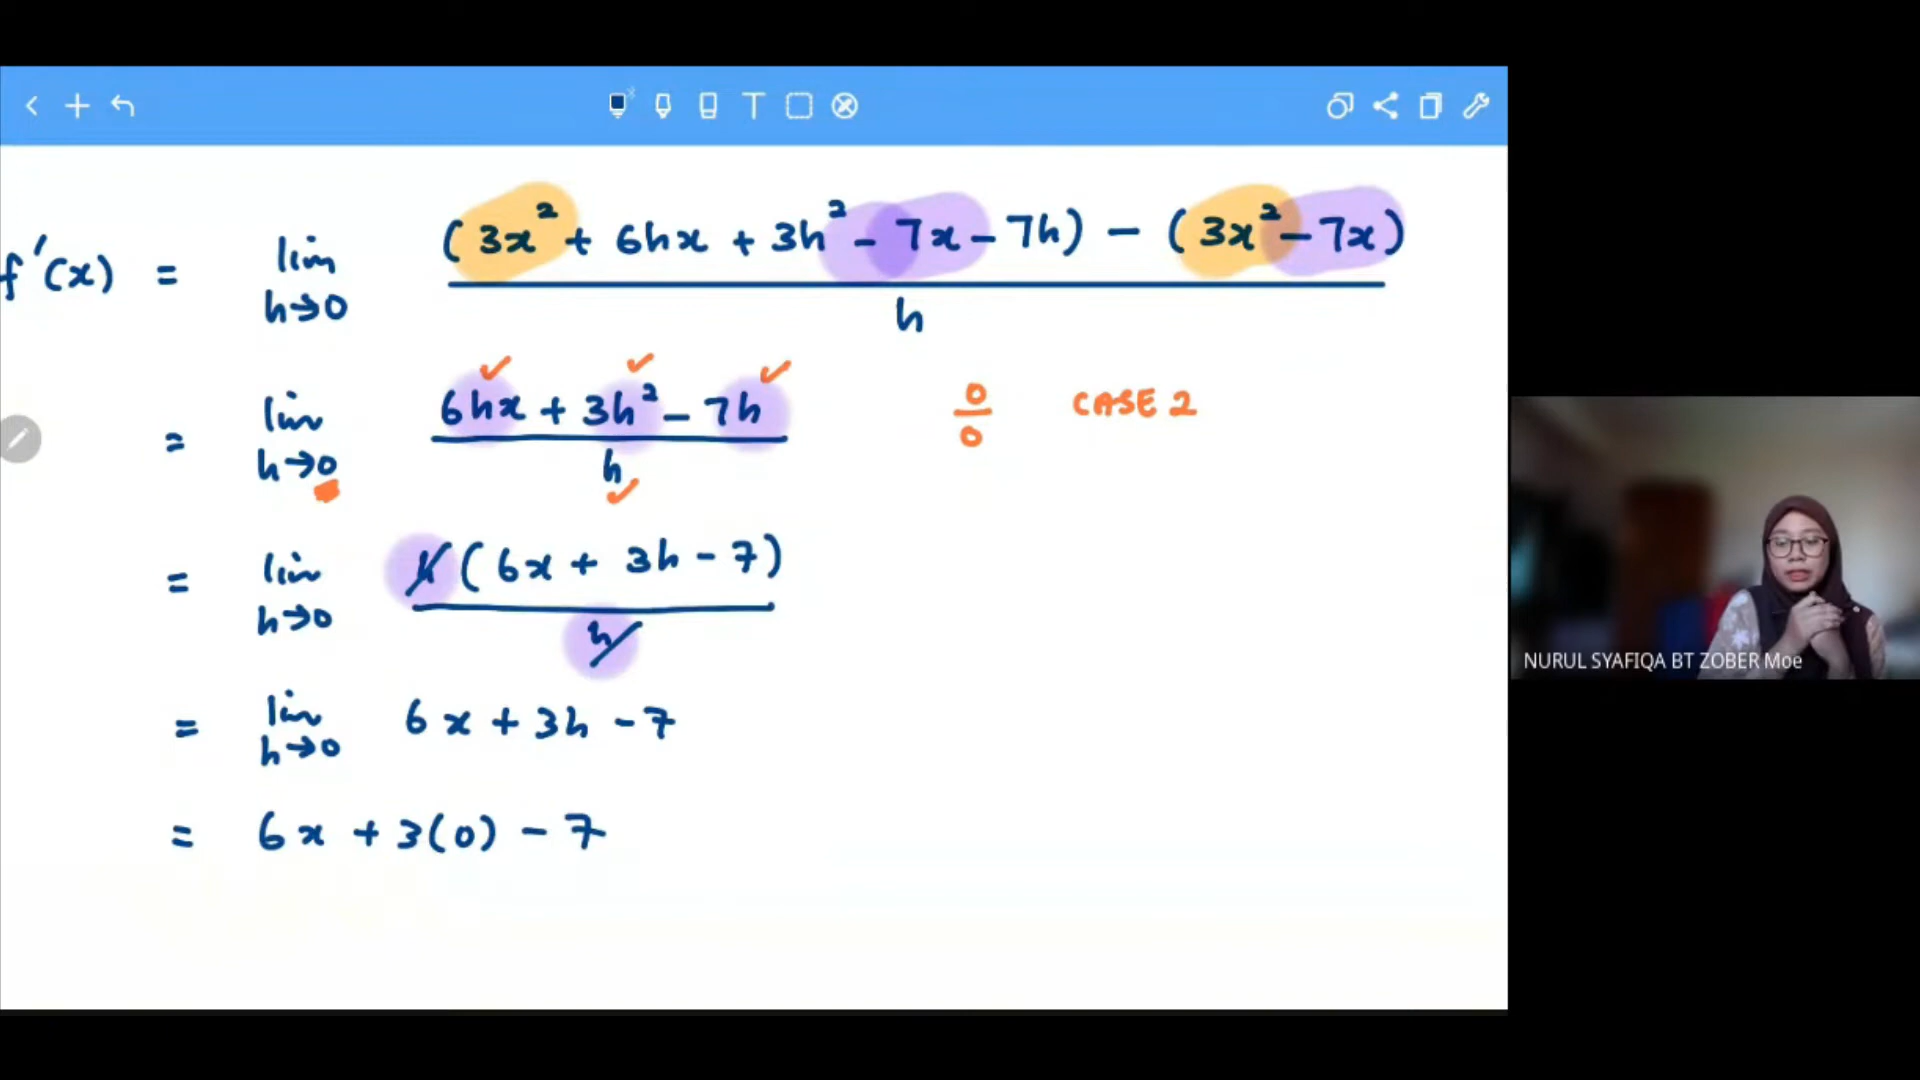 f'(x) = lim h→0 (3x² + 6hx + 3h² - 7x - 7h) - (3x² - 7x) / h
= lim h→0 6hx + 3h² - 7h / h
0/0 CASE 2
= lim h→0 h(6x + 3h - 7) / h
= lim h→0 6x + 3h - 7
= 6x + 3(0) - 7
NURUL SYAFIQA BT ZOBER Moe